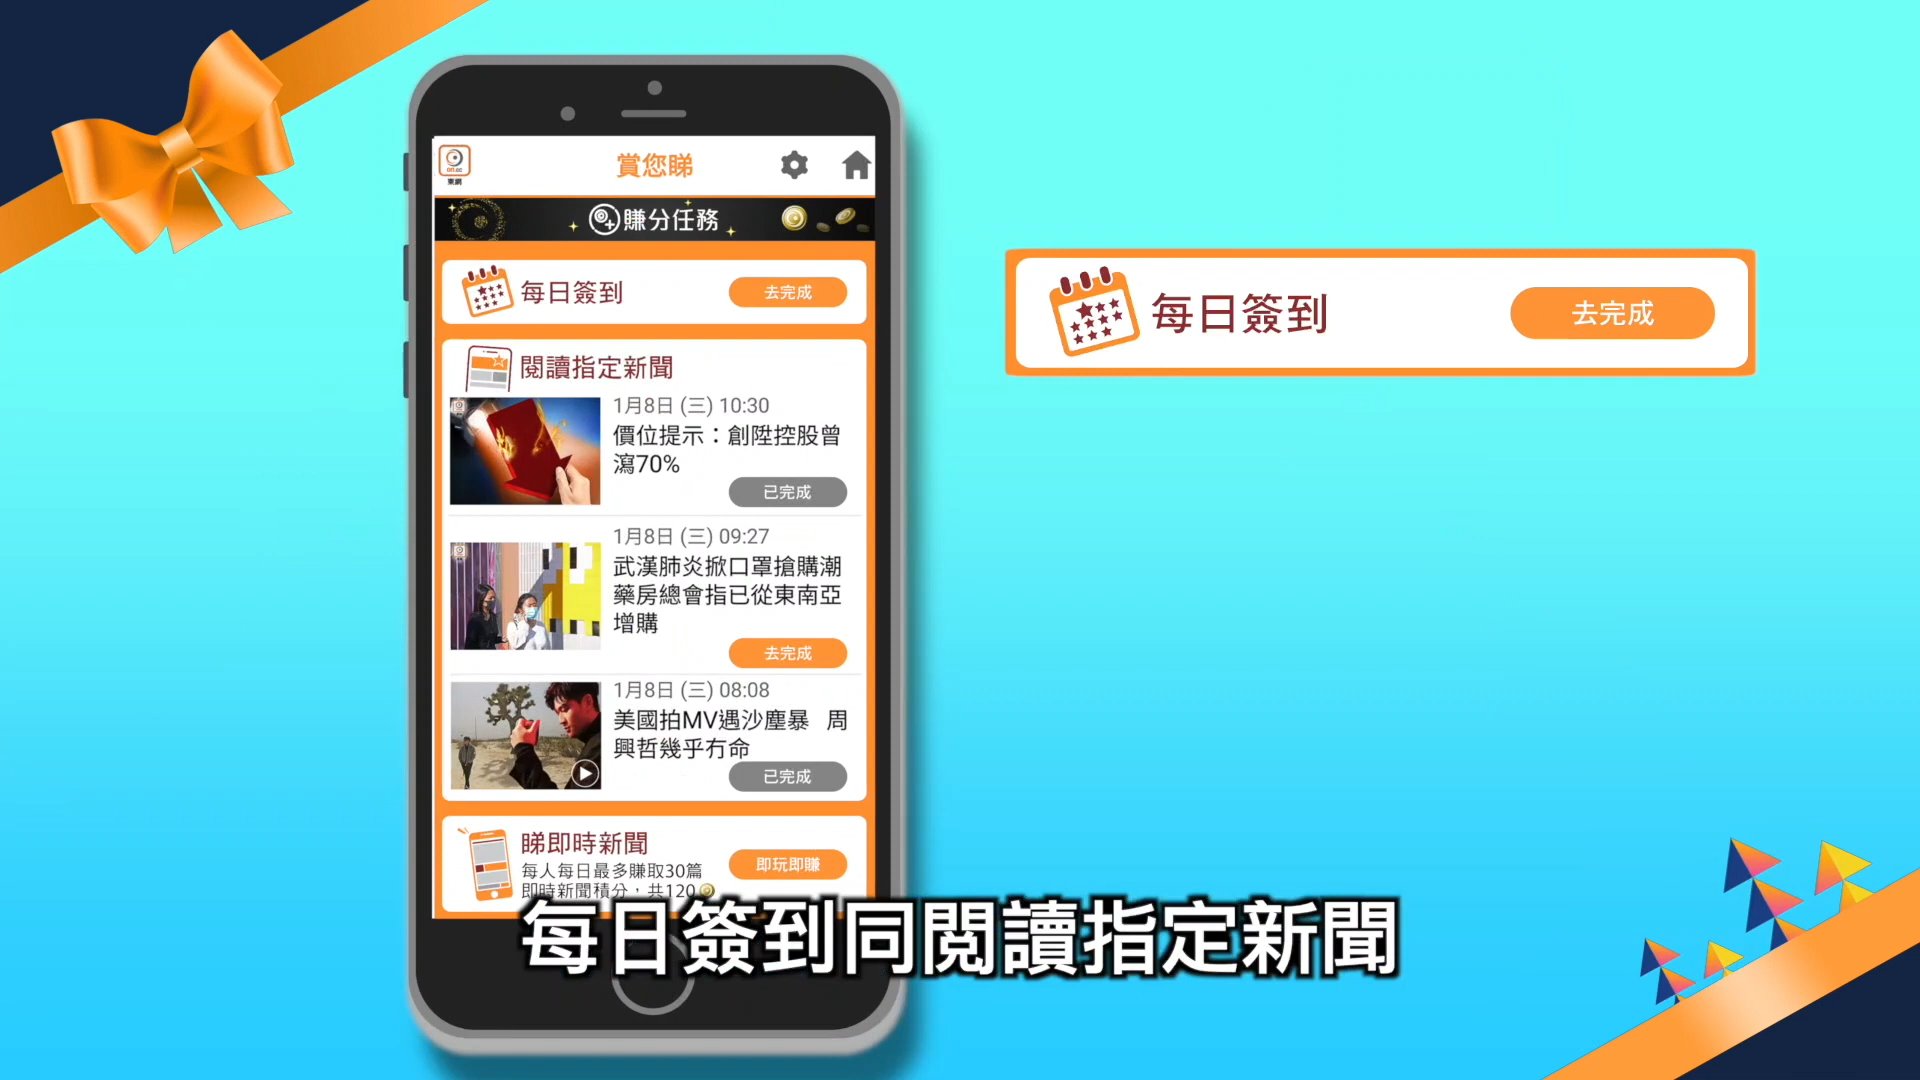 on.cc
東網
賞您睇
賺分任務
每日簽到
去完成
閱讀指定新聞
1月8日 (三) 10:30
價位提示：創陞控股曾
瀉70%
已完成
1月8日 (三) 09:27
武漢肺炎掀口罩搶購潮
藥房總會指已從東南亞
增購
去完成
1月8日 (三) 08:08
美國拍MV遇沙塵暴 周
興哲幾乎冇命
已完成
睇即時新聞
每人每日最多賺取30篇
即時新聞積分，共120
即玩即賺
每日簽到
去完成
每日簽到同閱讀指定新聞